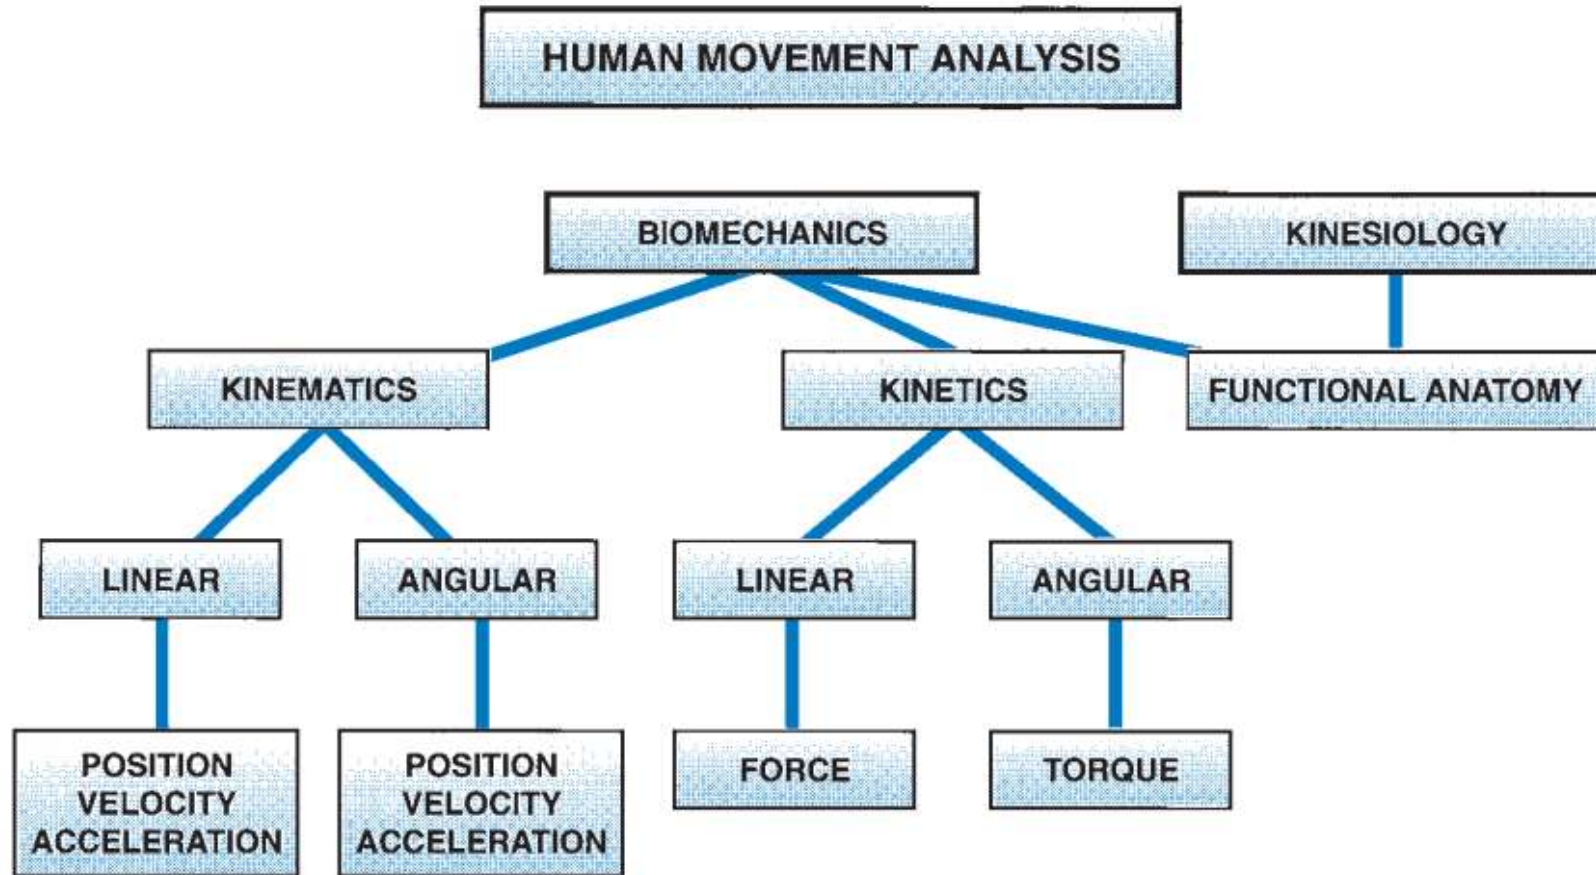 HUMAN MOVEMENT ANALYSIS
BIOMECHANICS
KINESIOLOGY
KINEMATICS
KINETICS
FUNCTIONAL ANATOMY
LINEAR
ANGULAR
LINEAR
ANGULAR
POSITION
VELOCITY
ACCELERATION
POSITION
VELOCITY
ACCELERATION
FORCE
TORQUE